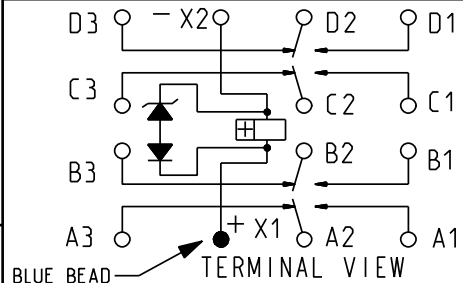 D3 − X2 D2 D1
C3 C2 C1
+
B3 B2 B1
A3 + X1 A2 A1
BLUE BEAD TERMINAL VIEW